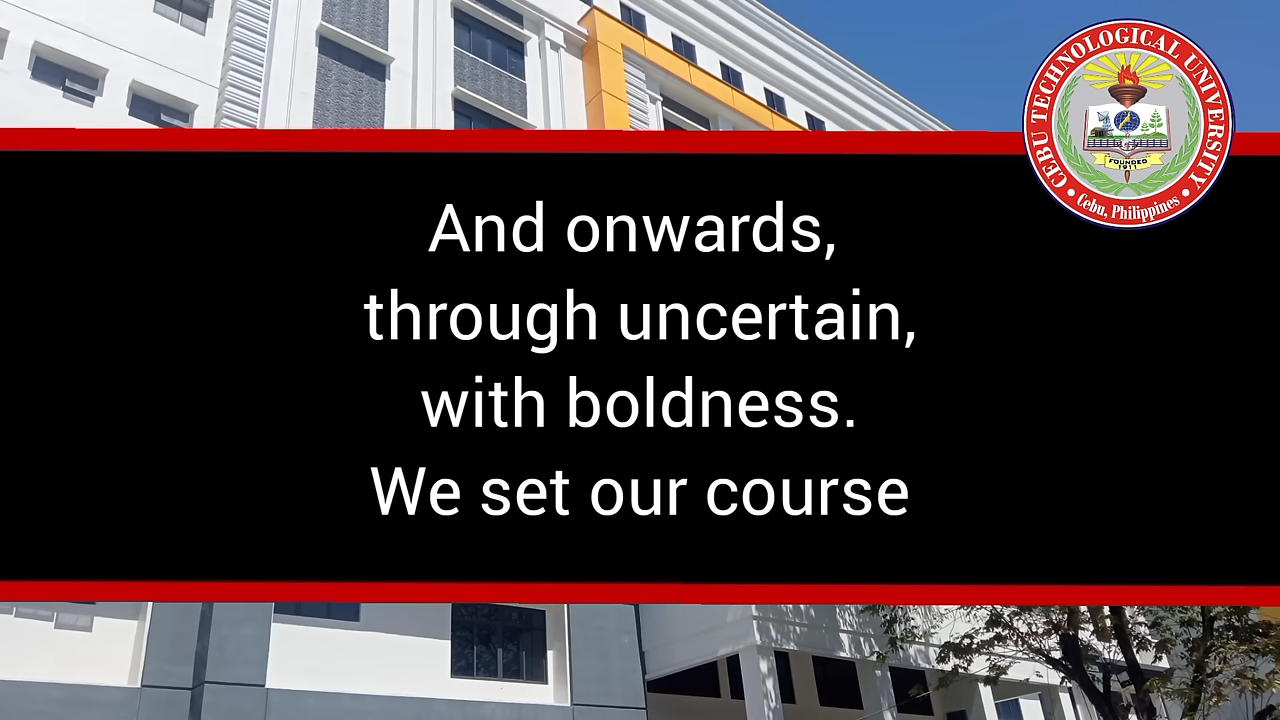 CEBU TECHNOLOGICAL UNIVERSITY
FOUNDED
1911
Cebu, Philippines
And onwards,
through uncertain,
with boldness.
We set our course